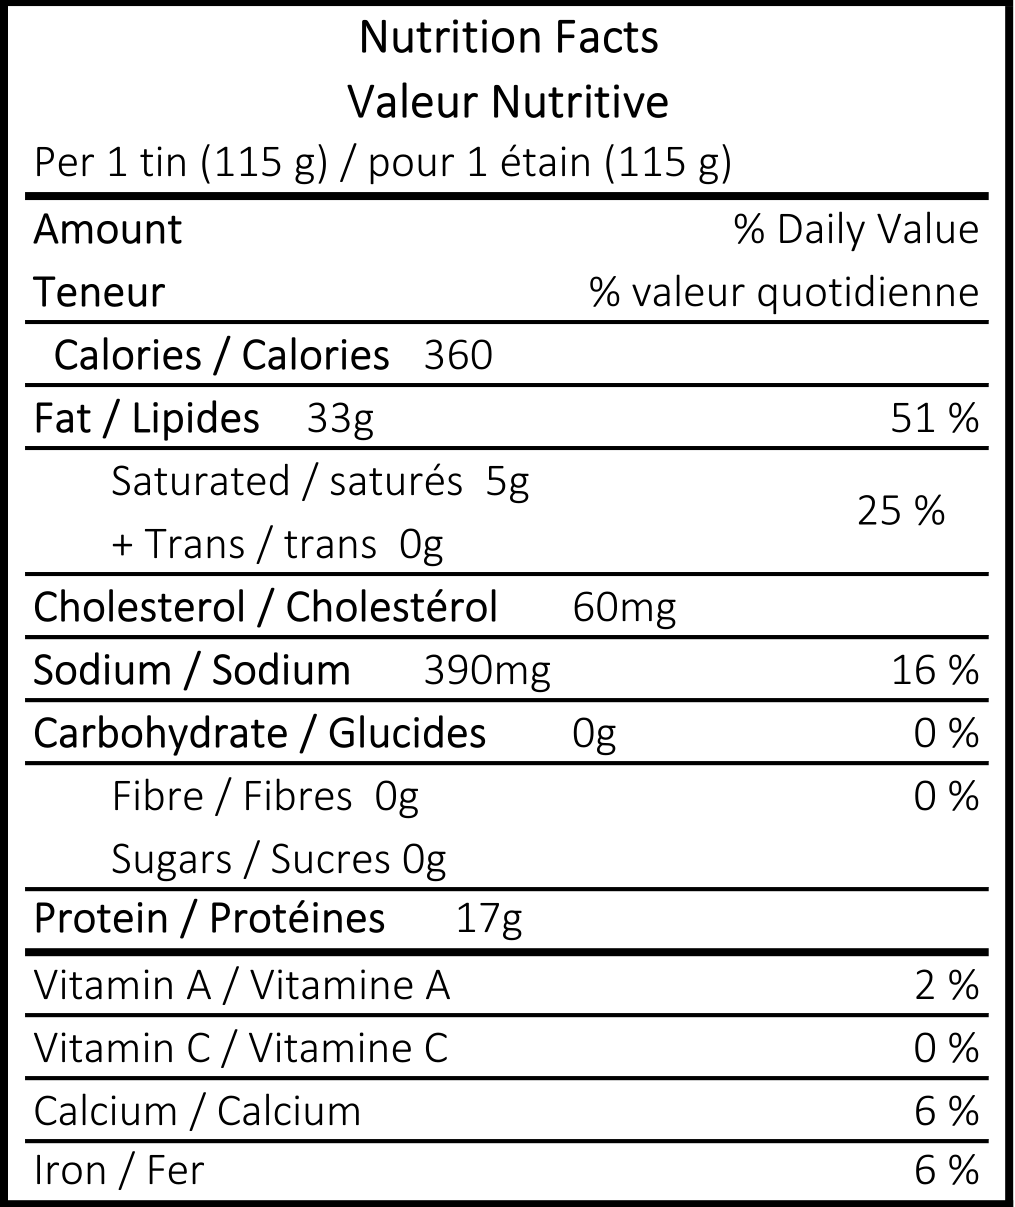 Nutrition Facts
Valeur Nutritive
Per 1 tin (115 g) / pour 1 étain (115 g)
Amount % Daily Value
Teneur % valeur quotidienne
Calories / Calories 360
Fat / Lipides 33g 51 %
Saturated / saturés 5g
25 %
+ Trans / trans 0g
Cholesterol / Cholestérol 60mg
Sodium / Sodium 390mg 16 %
Carbohydrate / Glucides 0g 0 %
Fibre / Fibres 0g 0 %
Sugars / Sucres 0g
Protein / Protéines 17g
Vitamin A / Vitamine A 2 %
Vitamin C / Vitamine C 0 %
Calcium / Calcium 6 %
Iron / Fer 6 %